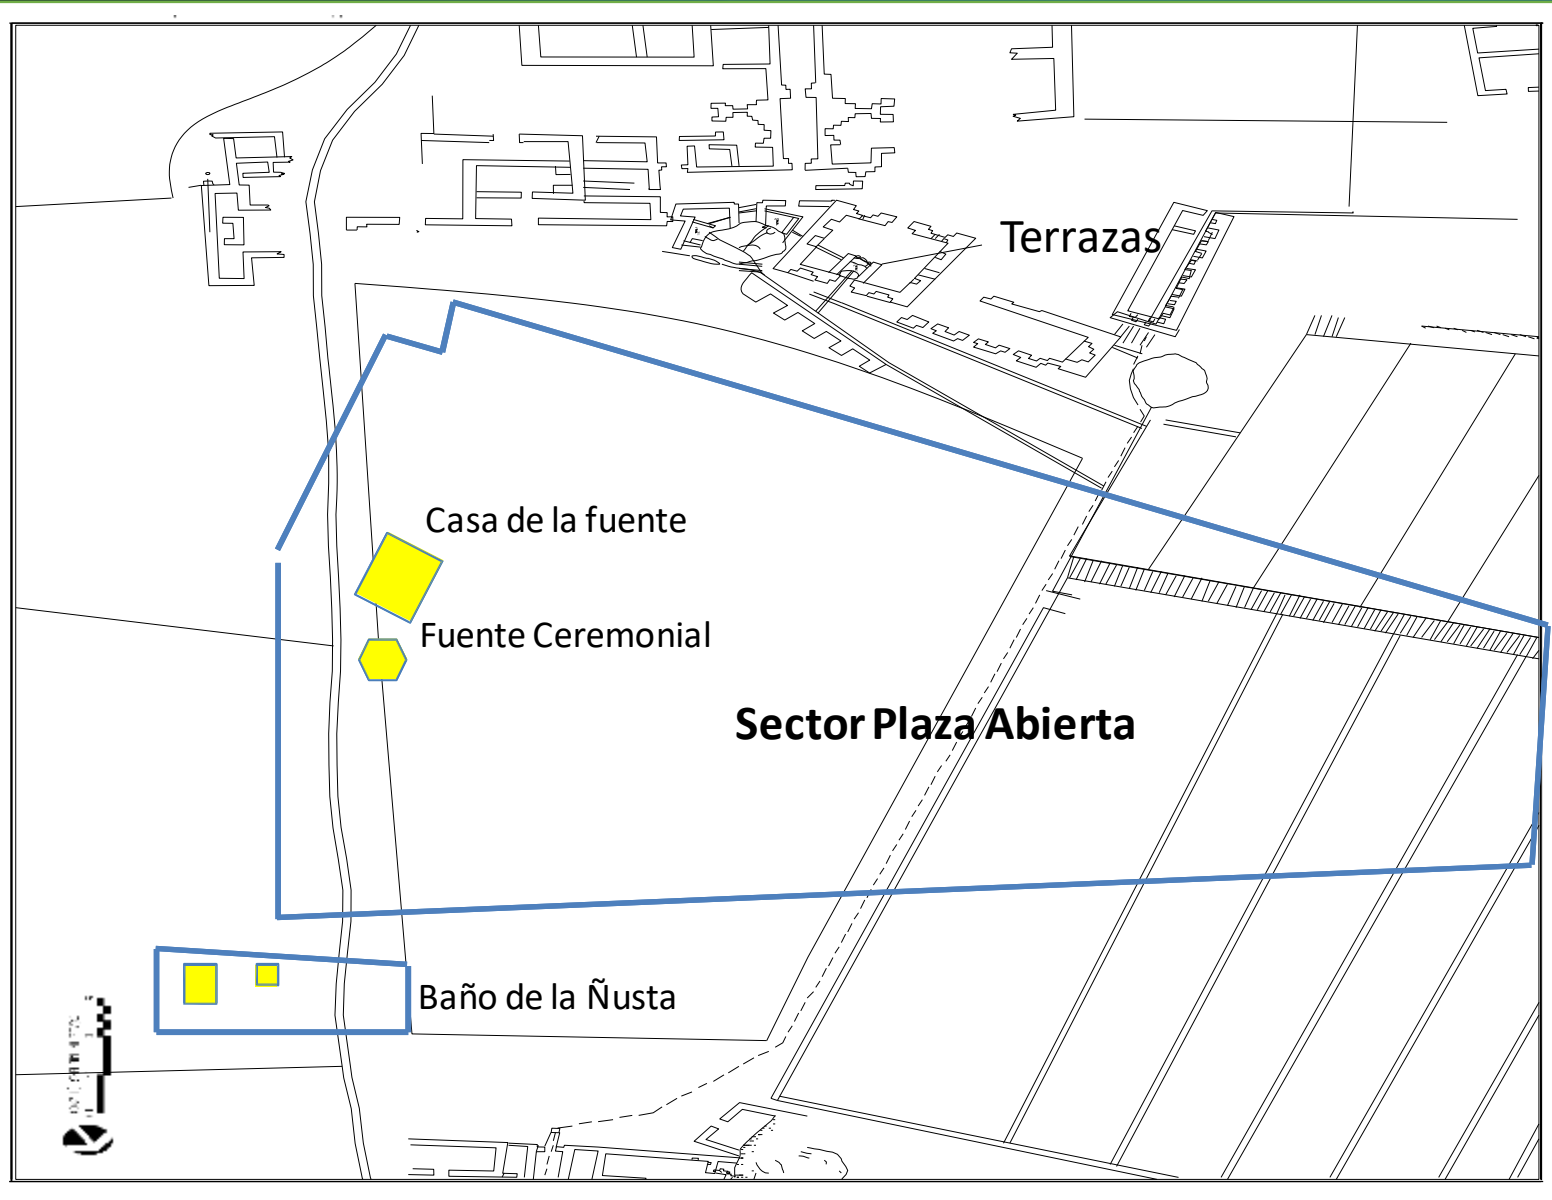 Terrazas
Casa de la fuente
Fuente Ceremonial
Sector Plaza Abierta
Baño de la Ñusta